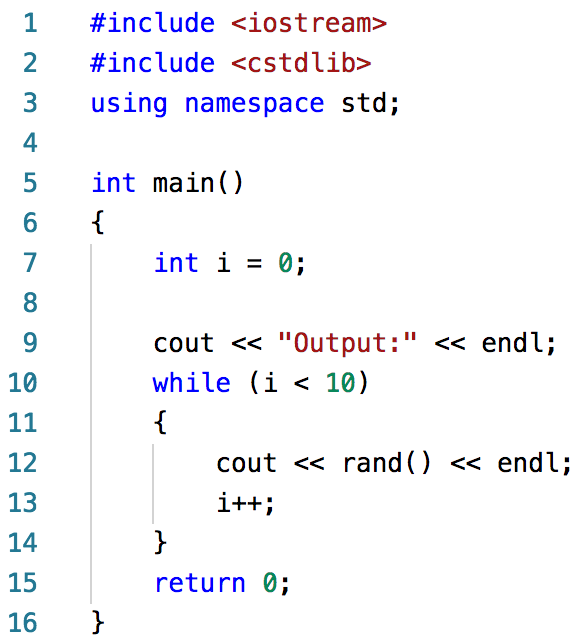 1 #include <iostream>
2 #include <cstdlib>
3 using namespace std;
4
5 int main()
6 {
7     int i = 0;
8
9     cout << "Output:" << endl;
10     while (i < 10)
11     {
12         cout << rand() << endl;
13         i++;
14     }
15     return 0;
16 }